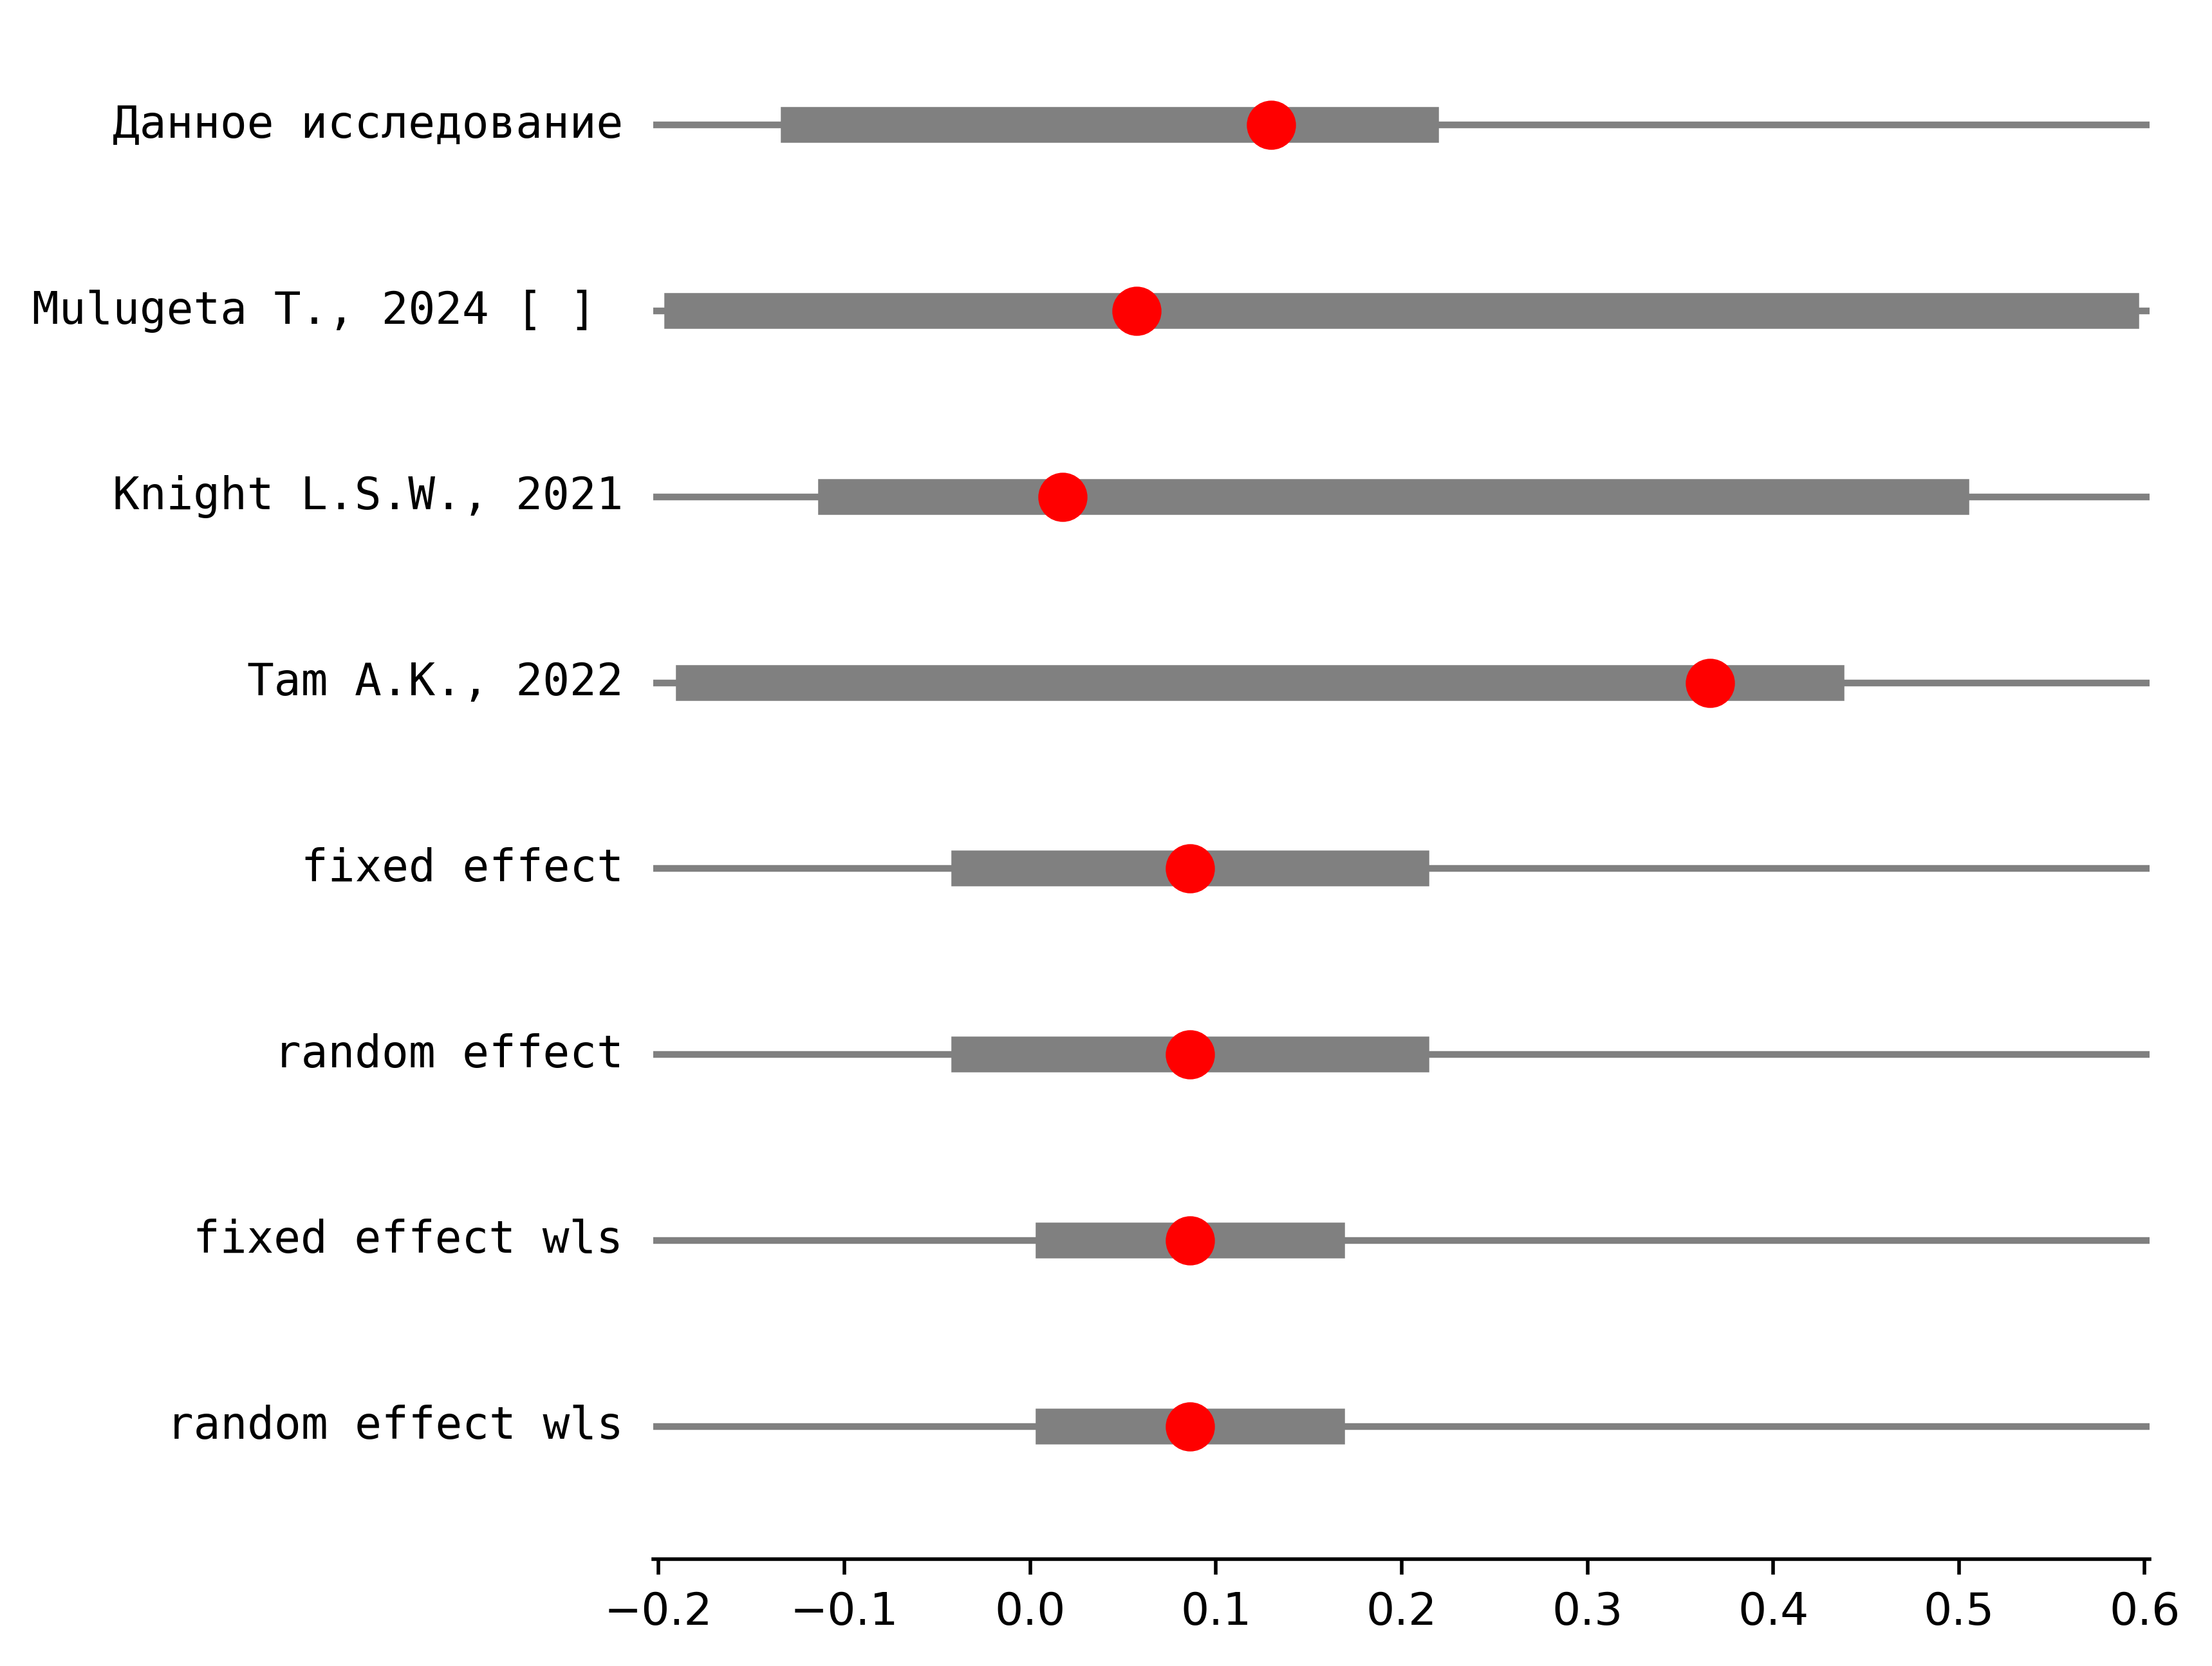 Данное исследование
Mulugeta T., 2024 [ ]
Knight L.S.W., 2021
Tam A.K., 2022
fixed effect
random effect
fixed effect wls
random effect wls
−0.2 −0.1 0.0 0.1 0.2 0.3 0.4 0.5 0.6